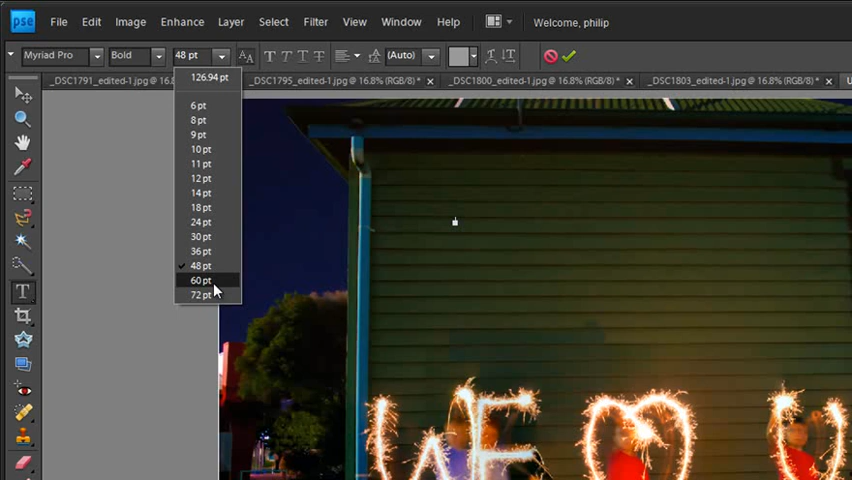 pse File Edit Image Enhance Layer Select Filter View Window Help Welcome, philip
Myriad Pro Bold 48 pt (Auto)
_DSC1791_edited-1.jpg @ 16.8% _DSC1795_edited-1.jpg @ 16.8% (RGB/8) * _DSC1800_edited-1.jpg @ 16.8% (RGB/8) * _DSC1803_edited-1.jpg @ 16.8% (RGB/8) * U
126.94 pt
6 pt
8 pt
9 pt
10 pt
11 pt
12 pt
14 pt
18 pt
24 pt
30 pt
36 pt
48 pt
60 pt
72 pt
WE ♥ U